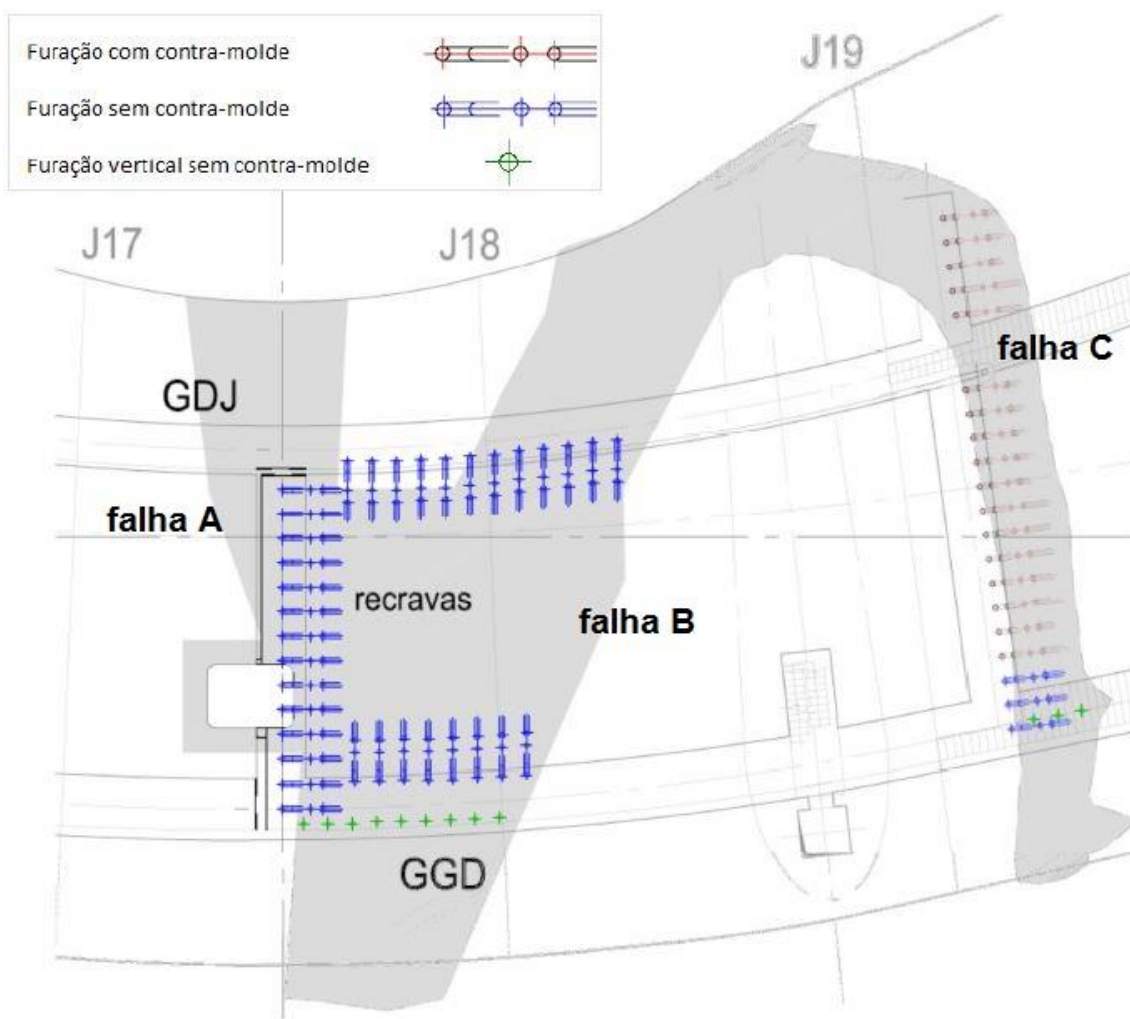 Furação com contra-molde
Furação sem contra-molde
Furação vertical sem contra-molde
J19
J17
J18
falha C
GDJ
falha A
recravas
falha B
GGD